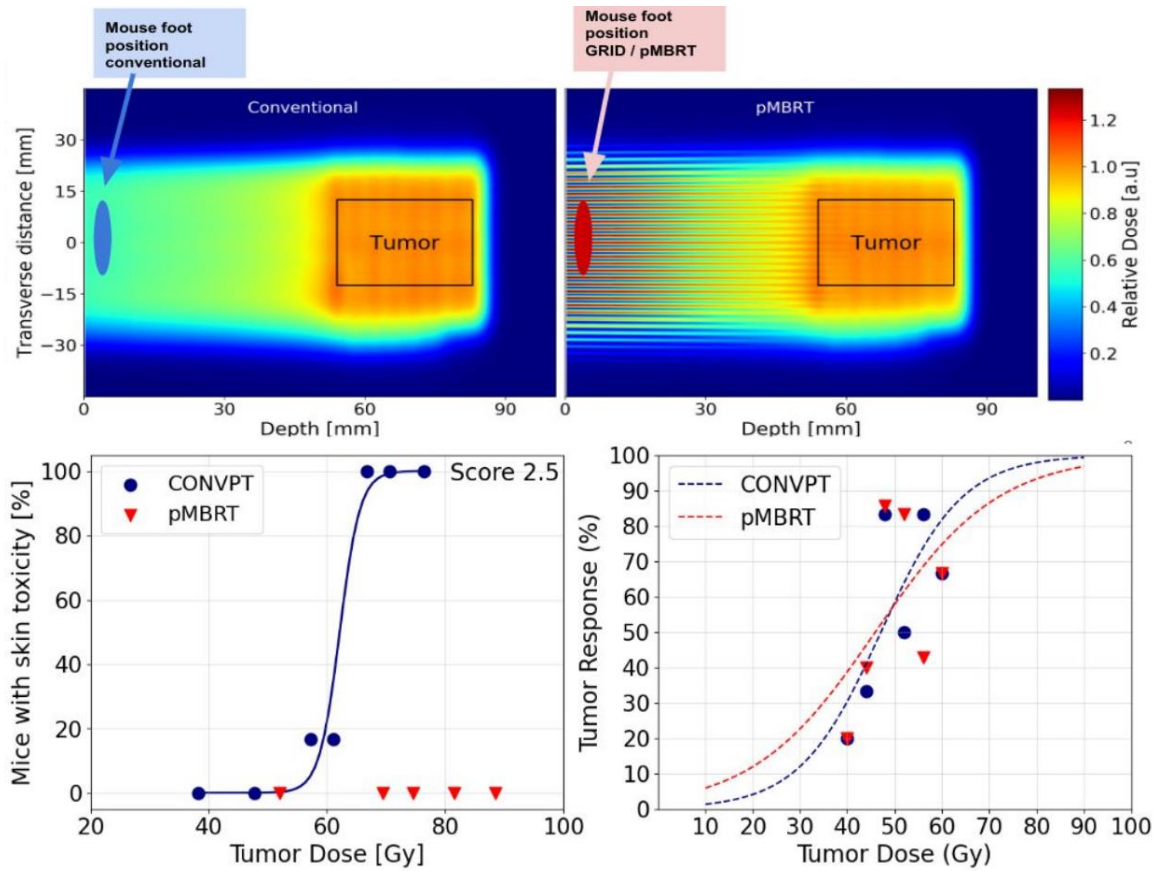 Mouse foot
position
conventional
Mouse foot
position
GRID / pMBRT
Conventional
pMBRT
Transverse distance [mm]
30
15
0
−15
−30
Tumor
Tumor
0
30
60
90
Depth [mm]
0
30
60
90
Depth [mm]
1.2
1.0
0.8
0.6
0.4
0.2
Relative Dose [a.u]
Mice with skin toxicity [%]
100
80
60
40
20
0
CONVPT
pMBRT
Score 2.5
20
40
60
80
100
Tumor Dose [Gy]
Tumor Response (%)
100
90
80
70
60
50
40
30
20
10
0
CONVPT
pMBRT
10
20
30
40
50
60
70
80
90
100
Tumor Dose (Gy)